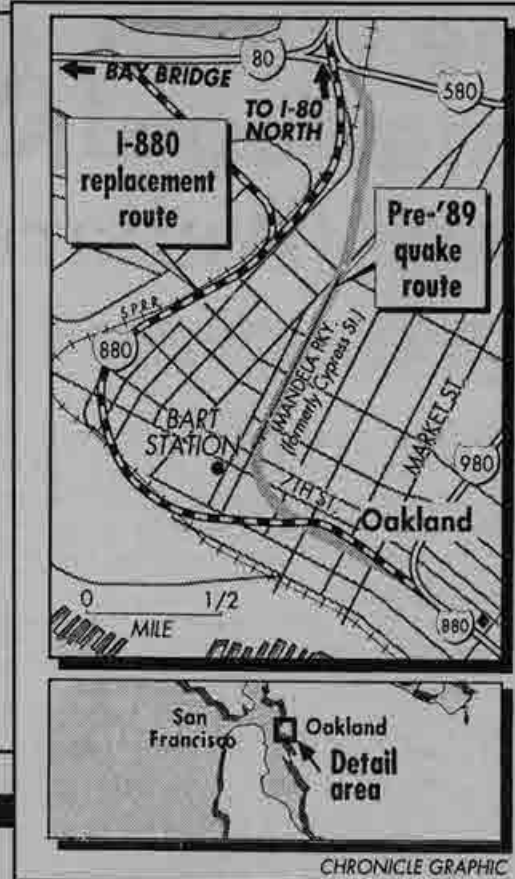 80
BAY BRIDGE
580
TO I-80
NORTH
I-880
replacement
route
Pre-'89
quake
route
S.P.R.R.
880
MANDELA PKY.
(formerly Cypress St.)
MARKET ST.
BART
STATION
980
7TH ST.
Oakland
0 1/2
MILE
880
San
Francisco
Oakland
Detail
area
CHRONICLE GRAPHIC